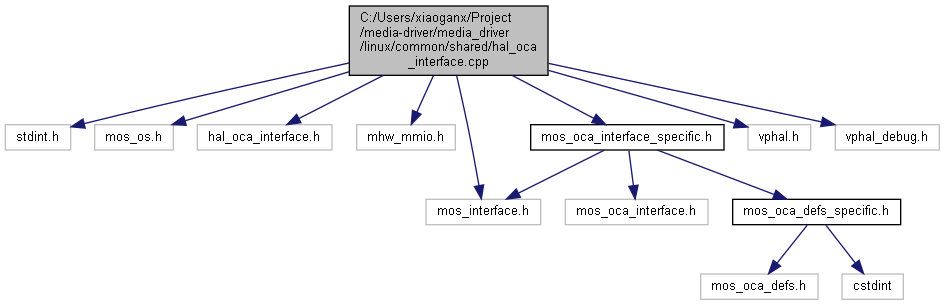 C:/Users/xiaoganx/Project
/media-driver/media_driver
/linux/common/shared/hal_oca
_interface.cpp
stdint.h
mos_os.h
hal_oca_interface.h
mhw_mmio.h
mos_oca_interface_specific.h
vphal.h
vphal_debug.h
mos_interface.h
mos_oca_interface.h
mos_oca_defs_specific.h
mos_oca_defs.h
cstdint